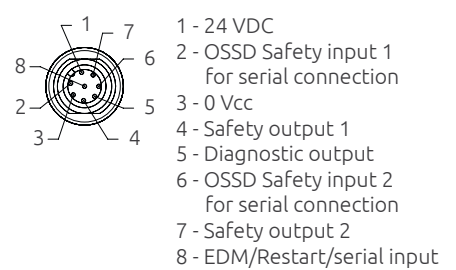 1
7
6
8
2
5
3
4
1 - 24 VDC
2 - OSSD Safety input 1
for serial connection
3 - 0 Vcc
4 - Safety output 1
5 - Diagnostic output
6 - OSSD Safety input 2
for serial connection
7 - Safety output 2
8 - EDM/Restart/serial input